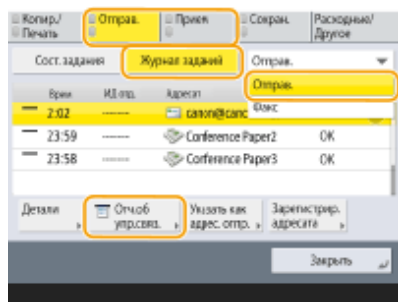 Копир./ Печать
Отправ.
Прием
Сохран.
Расходные/ Другое
Сост. задания
Журнал заданий
Отправ.
Отправ.
Факс
Время
ИД отд.
Адресат
2:02 -------- canon@canc
23:59 -------- Conference Paper2 OK
23:58 -------- Conference Paper3 OK
Детали
Отч.об упр.связ.
Указать как адрес. отпр.
Зарегистрир. адресата
Закрыть